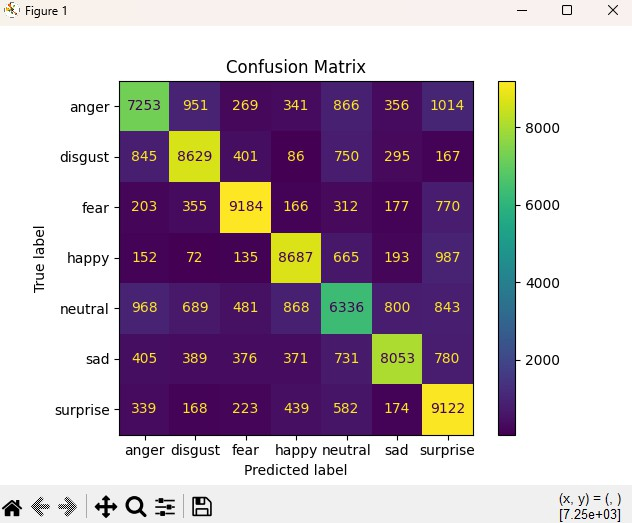 Figure 1
Confusion Matrix
anger 7253 951 269 341 866 356 1014
disgust 845 8629 401 86 750 295 167
fear 203 355 9184 166 312 177 770
happy 152 72 135 8687 665 193 987
neutral 968 689 481 868 6336 800 843
sad 405 389 376 371 731 8053 780
surprise 339 168 223 439 582 174 9122
anger disgust fear happy neutral sad surprise
Predicted label
True label
8000
6000
4000
2000
(x, y) = (, )
[7.25e+03]